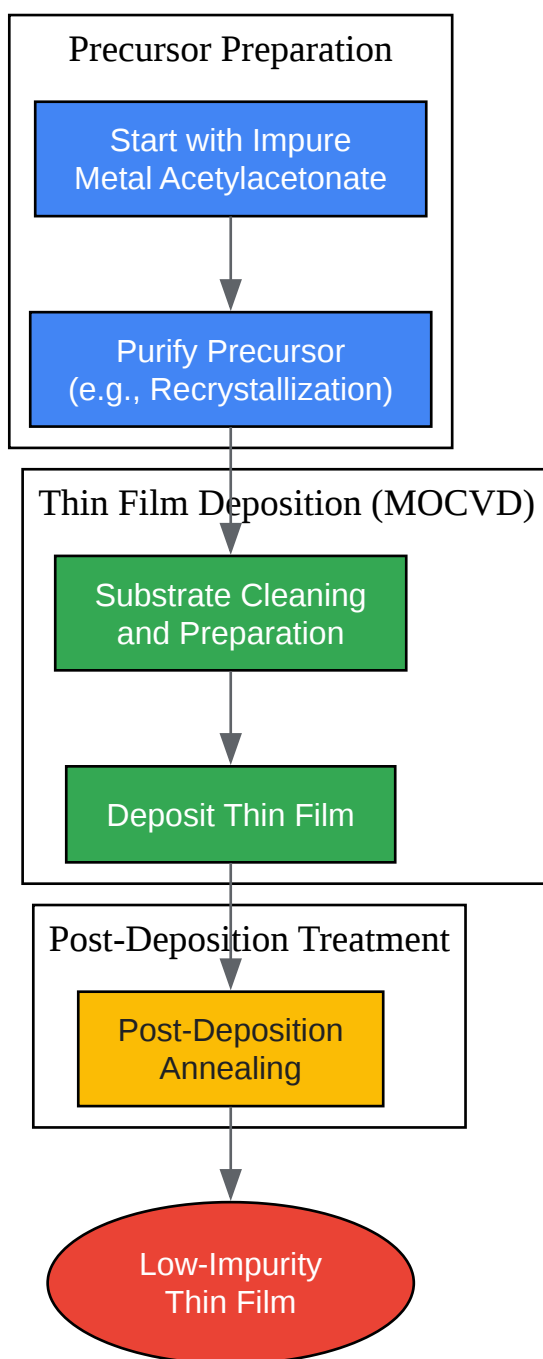 Precursor Preparation
Start with Impure
Metal Acetylacetonate
Purify Precursor
(e.g., Recrystallization)
Thin Film Deposition (MOCVD)
Substrate Cleaning
and Preparation
Deposit Thin Film
Post-Deposition Treatment
Post-Deposition
Annealing
Low-Impurity
Thin Film